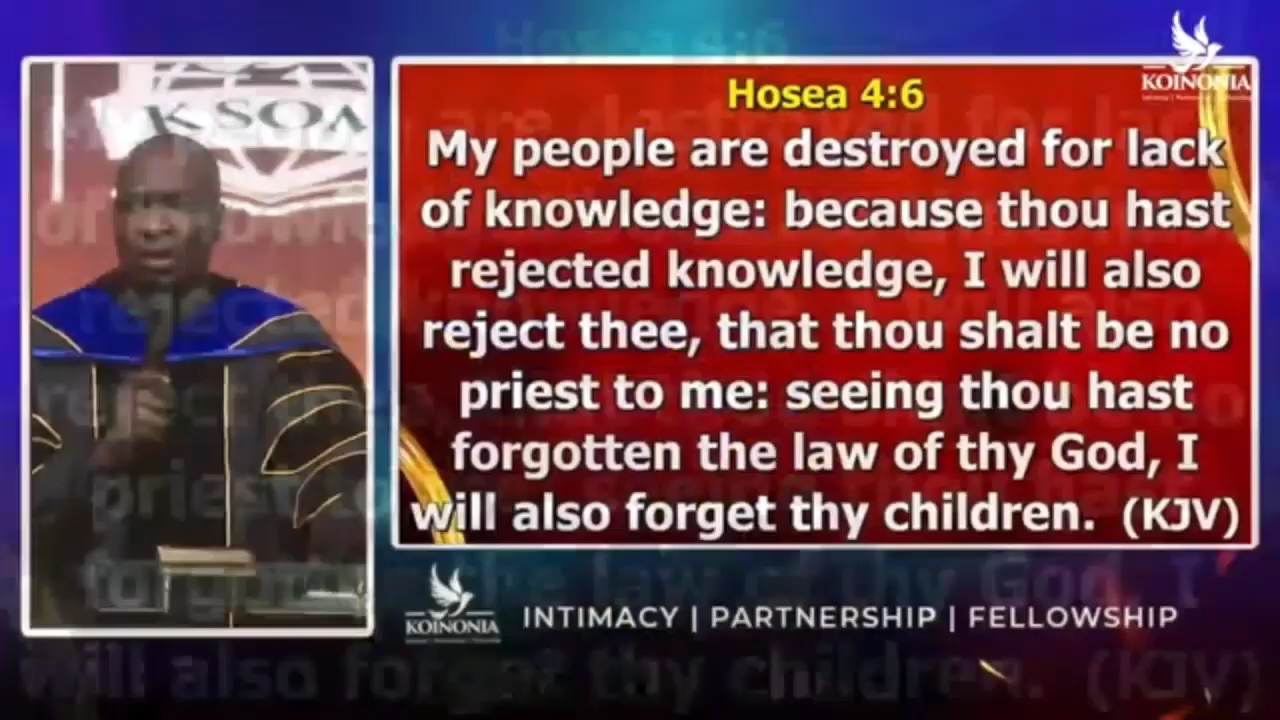 KOINONIA
KSOM
Hosea 4:6
My people are destroyed for lack
of knowledge: because thou hast
rejected knowledge, I will also
reject thee, that thou shalt be no
priest to me: seeing thou hast
forgotten the law of thy God, I
will also forget thy children. (KJV)
KOINONIA
INTIMACY | PARTNERSHIP | FELLOWSHIP